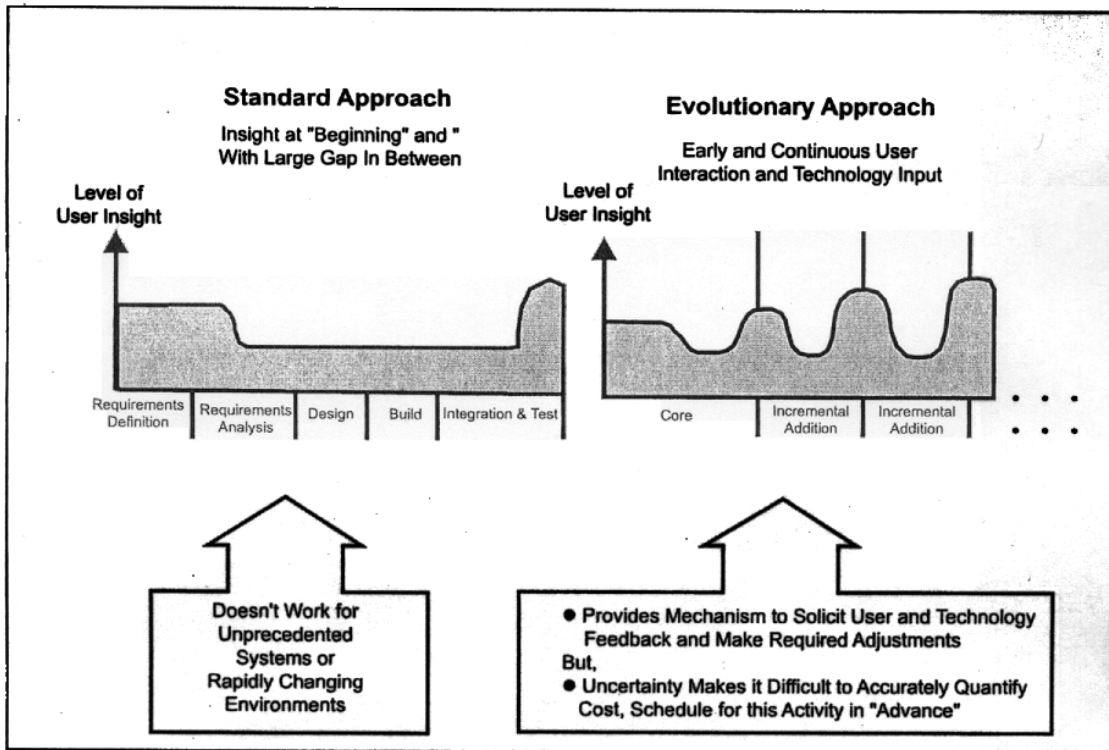 Standard Approach
Insight at "Beginning" and "
With Large Gap In Between
Level of
User Insight
Requirements
Definition
Requirements
Analysis
Design
Build
Integration & Test
Doesn't Work for
Unprecedented
Systems or
Rapidly Changing
Environments
Evolutionary Approach
Early and Continuous User
Interaction and Technology Input
Level of
User Insight
Core
Incremental
Addition
Incremental
Addition
● Provides Mechanism to Solicit User and Technology
Feedback and Make Required Adjustments
But,
● Uncertainty Makes it Difficult to Accurately Quantify
Cost, Schedule for this Activity in "Advance"